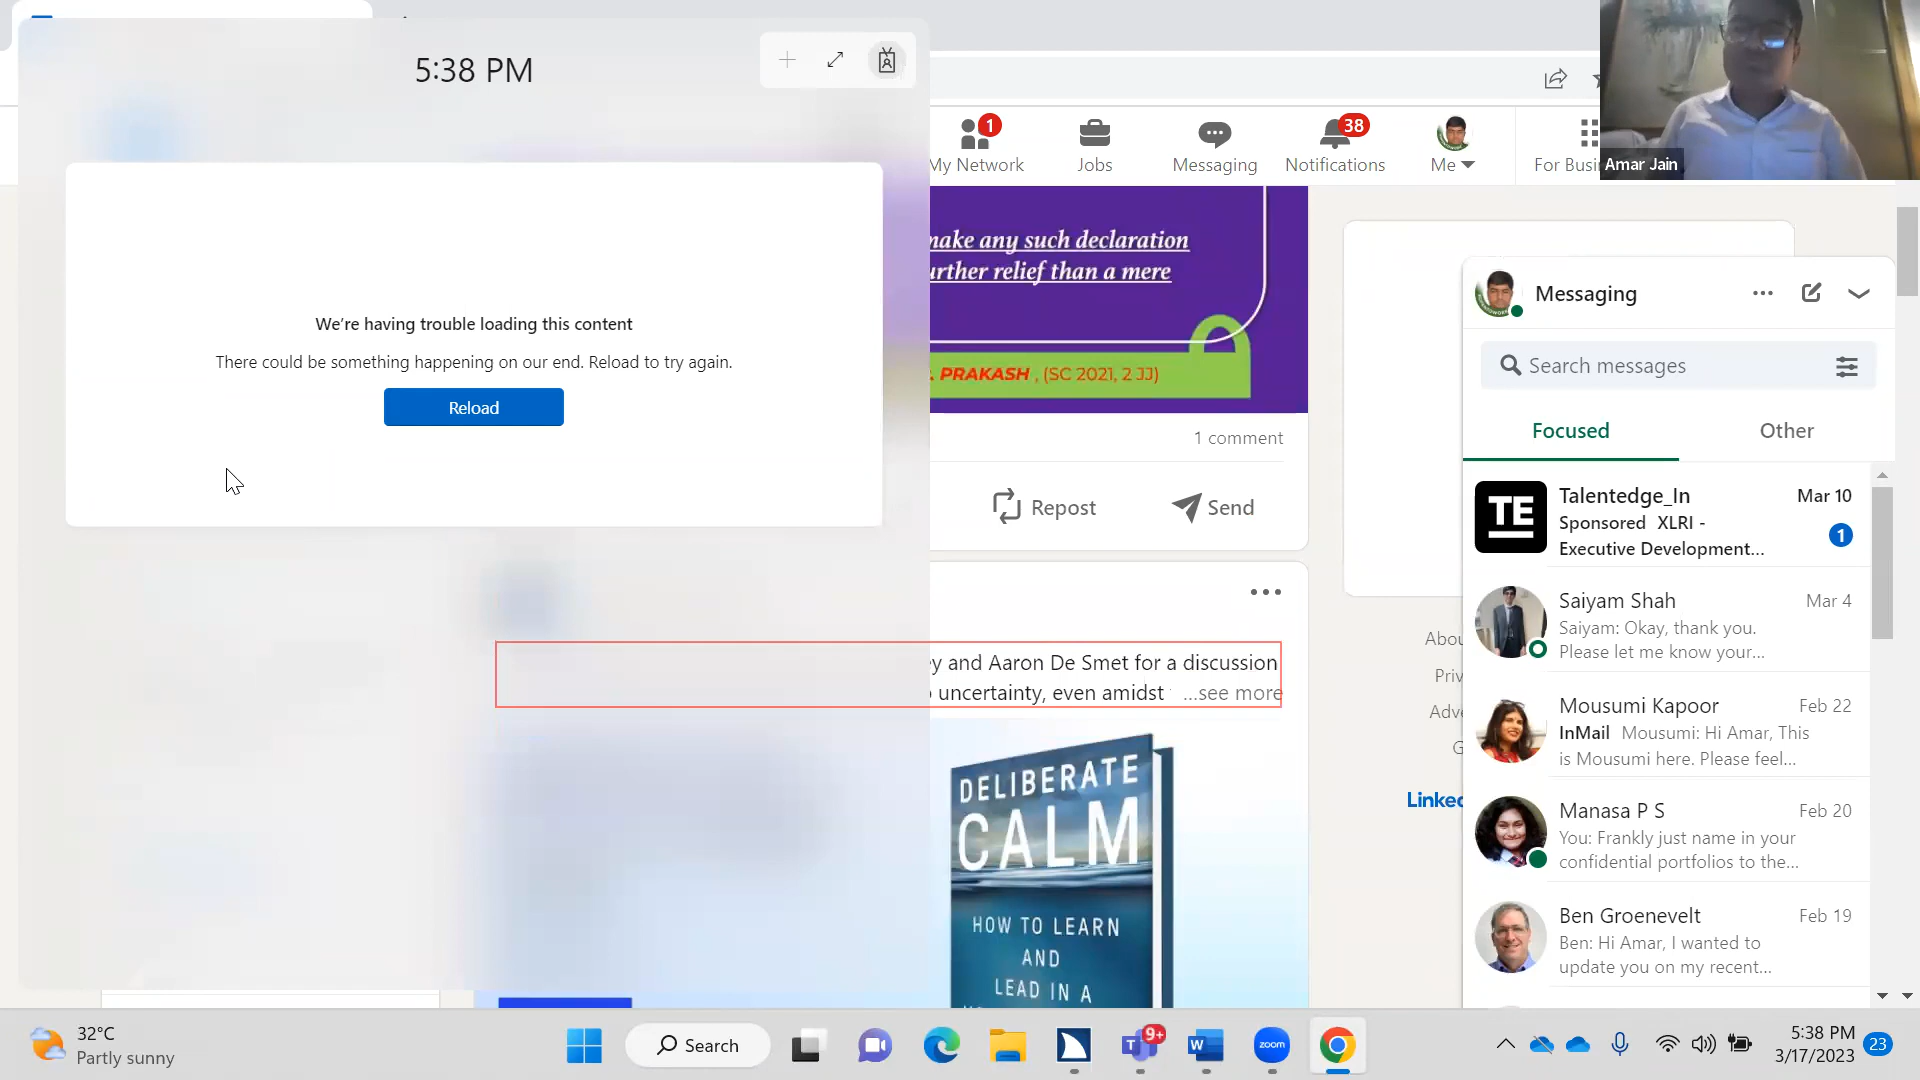 5:38 PM
We're having trouble loading this content
There could be something happening on our end. Reload to try again.
Reload
1
My Network
Jobs
Messaging
38
Notifications
Me
For
Amar Jain
make any such declaration
further relief than a mere
PRAKASH , (SC 2021, 2 JJ)
1 comment
Repost
Send
and Aaron De Smet for a discussion
uncertainty, even amidst
...see more
DELIBERATE
CALM
HOW TO LEARN
AND
LEAD IN A
Messaging
Search messages
Focused
Other
TE
Talentedge_In
Mar 10
Sponsored XLRI -
Executive Development...
1
Saiyam Shah
Mar 4
Saiyam: Okay, thank you.
Please let me know your...
Mousumi Kapoor
Feb 22
InMail Mousumi: Hi Amar, This
is Mousumi here. Please feel...
Manasa P S
Feb 20
You: Frankly just name in your
confidential portfolios to the...
Ben Groenevelt
Feb 19
Ben: Hi Amar, I wanted to
update you on my recent...
32°C
Partly sunny
Search
T
9+
W
zoom
5:38 PM
3/17/2023
23